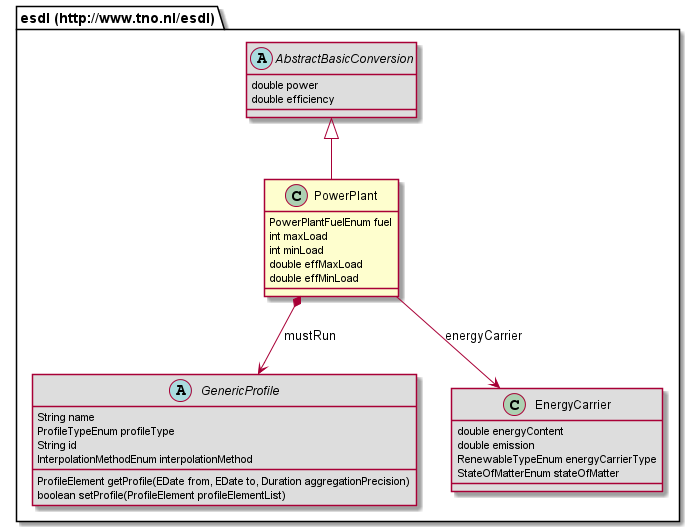 esdl (http://www.tno.nl/esdl)
A AbstractBasicConversion
double power
double efficiency
C PowerPlant
PowerPlantFuelEnum fuel
int maxLoad
int minLoad
double effMaxLoad
double effMinLoad
mustRun
energyCarrier
A GenericProfile
String name
ProfileTypeEnum profileType
String id
InterpolationMethodEnum interpolationMethod
ProfileElement getProfile(EDate from, EDate to, Duration aggregationPrecision)
boolean setProfile(ProfileElement profileElementList)
C EnergyCarrier
double energyContent
double emission
RenewableTypeEnum energyCarrierType
StateOfMatterEnum stateOfMatter